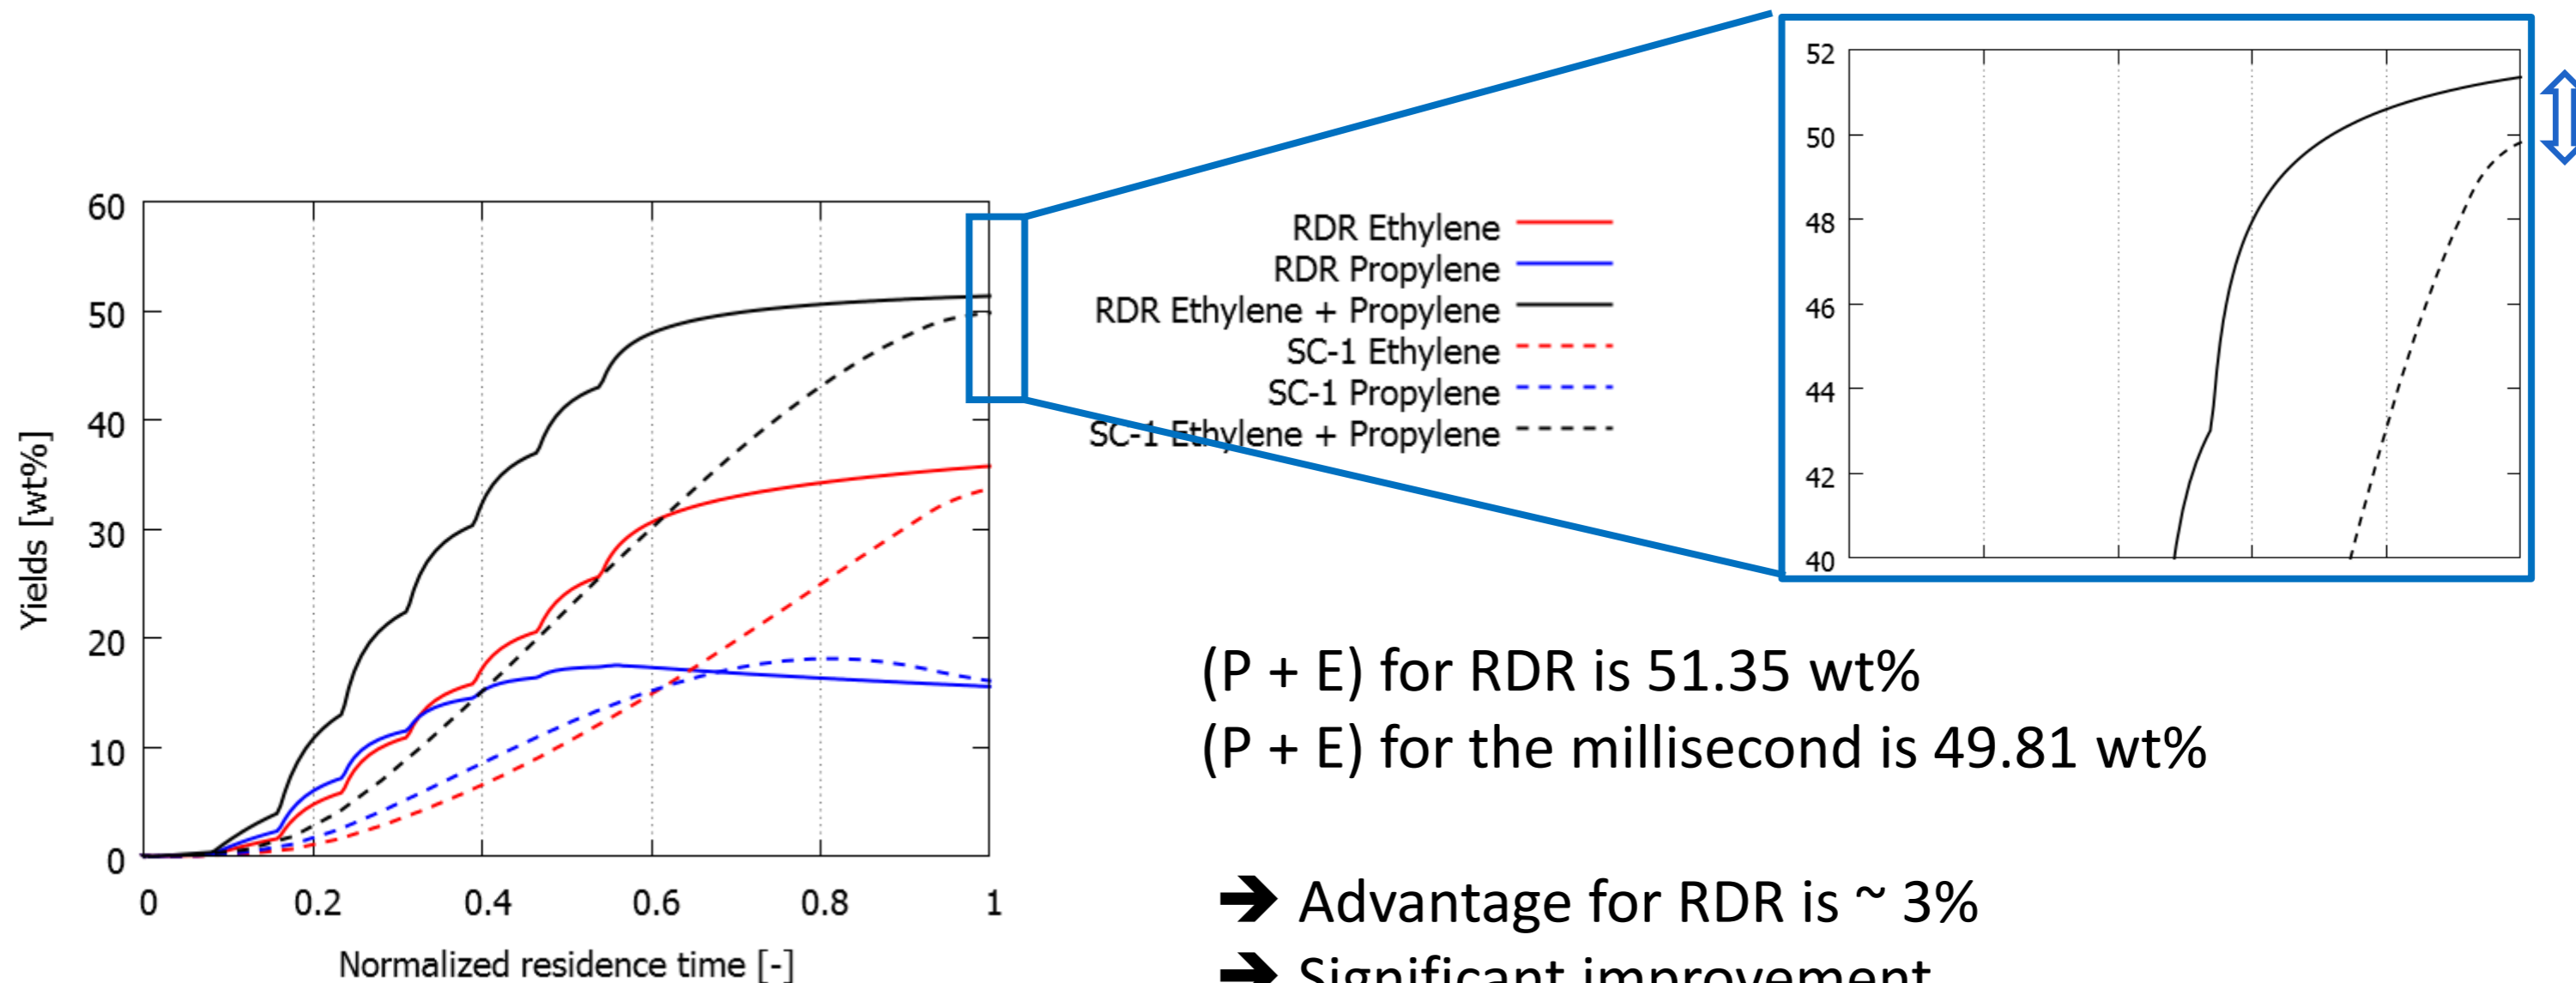 60
50
40
30
20
10
0
Yields [wt%]
0 0.2 0.4 0.6 0.8 1
Normalized residence time [-]
RDR Ethylene
RDR Propylene
RDR Ethylene + Propylene
SC-1 Ethylene
SC-1 Propylene
SC-1 Ethylene + Propylene
52
50
48
46
44
42
40
(P + E) for RDR is 51.35 wt%
(P + E) for the millisecond is 49.81 wt%
➔ Advantage for RDR is ~ 3%
➔ Significant improvement